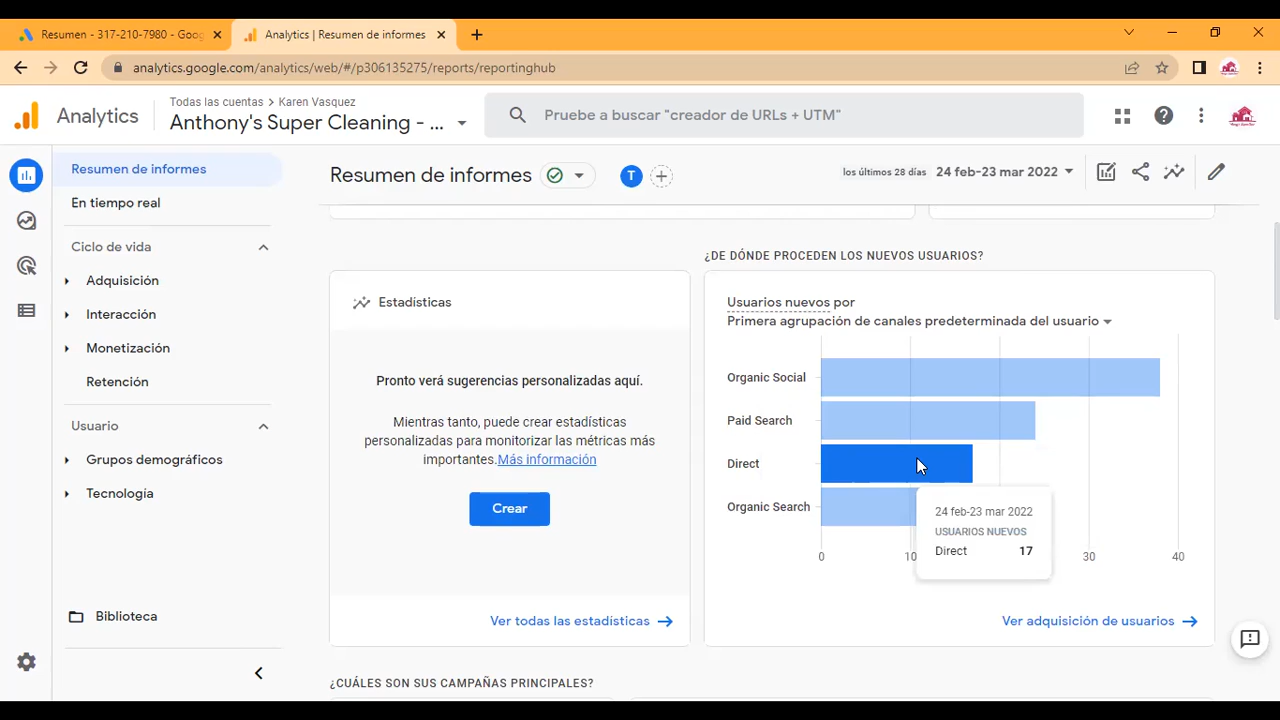 Resumen - 317-210-7980 - Goog
Analytics | Resumen de informes
analytics.google.com/analytics/web/#/p306135275/reports/reportinghub
Analytics
Todas las cuentas > Karen Vasquez
Anthony's Super Cleaning - ...
Pruebe a buscar "creador de URLs + UTM"
Resumen de informes
En tiempo real
Ciclo de vida
Adquisición
Interacción
Monetización
Retención
Usuario
Grupos demográficos
Tecnología
Biblioteca
Resumen de informes
T
los últimos 28 días
24 feb-23 mar 2022
Estadísticas
Pronto verá sugerencias personalizadas aquí.
Mientras tanto, puede crear estadísticas
personalizadas para monitorizar las métricas más
importantes.Más información
Crear
Ver todas las estadísticas
¿DE DÓNDE PROCEDEN LOS NUEVOS USUARIOS?
Usuarios nuevos por
Primera agrupación de canales predeterminada del usuario
Organic Social
Paid Search
Direct
Organic Search
0 10 30 40
24 feb-23 mar 2022
USUARIOS NUEVOS
Direct 17
Ver adquisición de usuarios
¿CUÁLES SON SUS CAMPAÑAS PRINCIPALES?